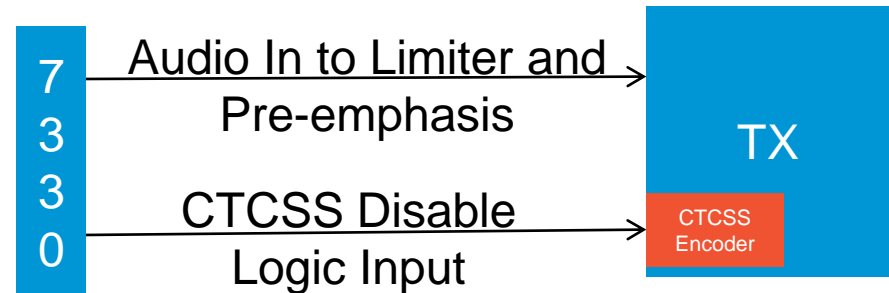 7
3
3
0
Audio In to Limiter and
Pre-emphasis
CTCSS Disable
Logic Input
TX
CTCSS
Encoder